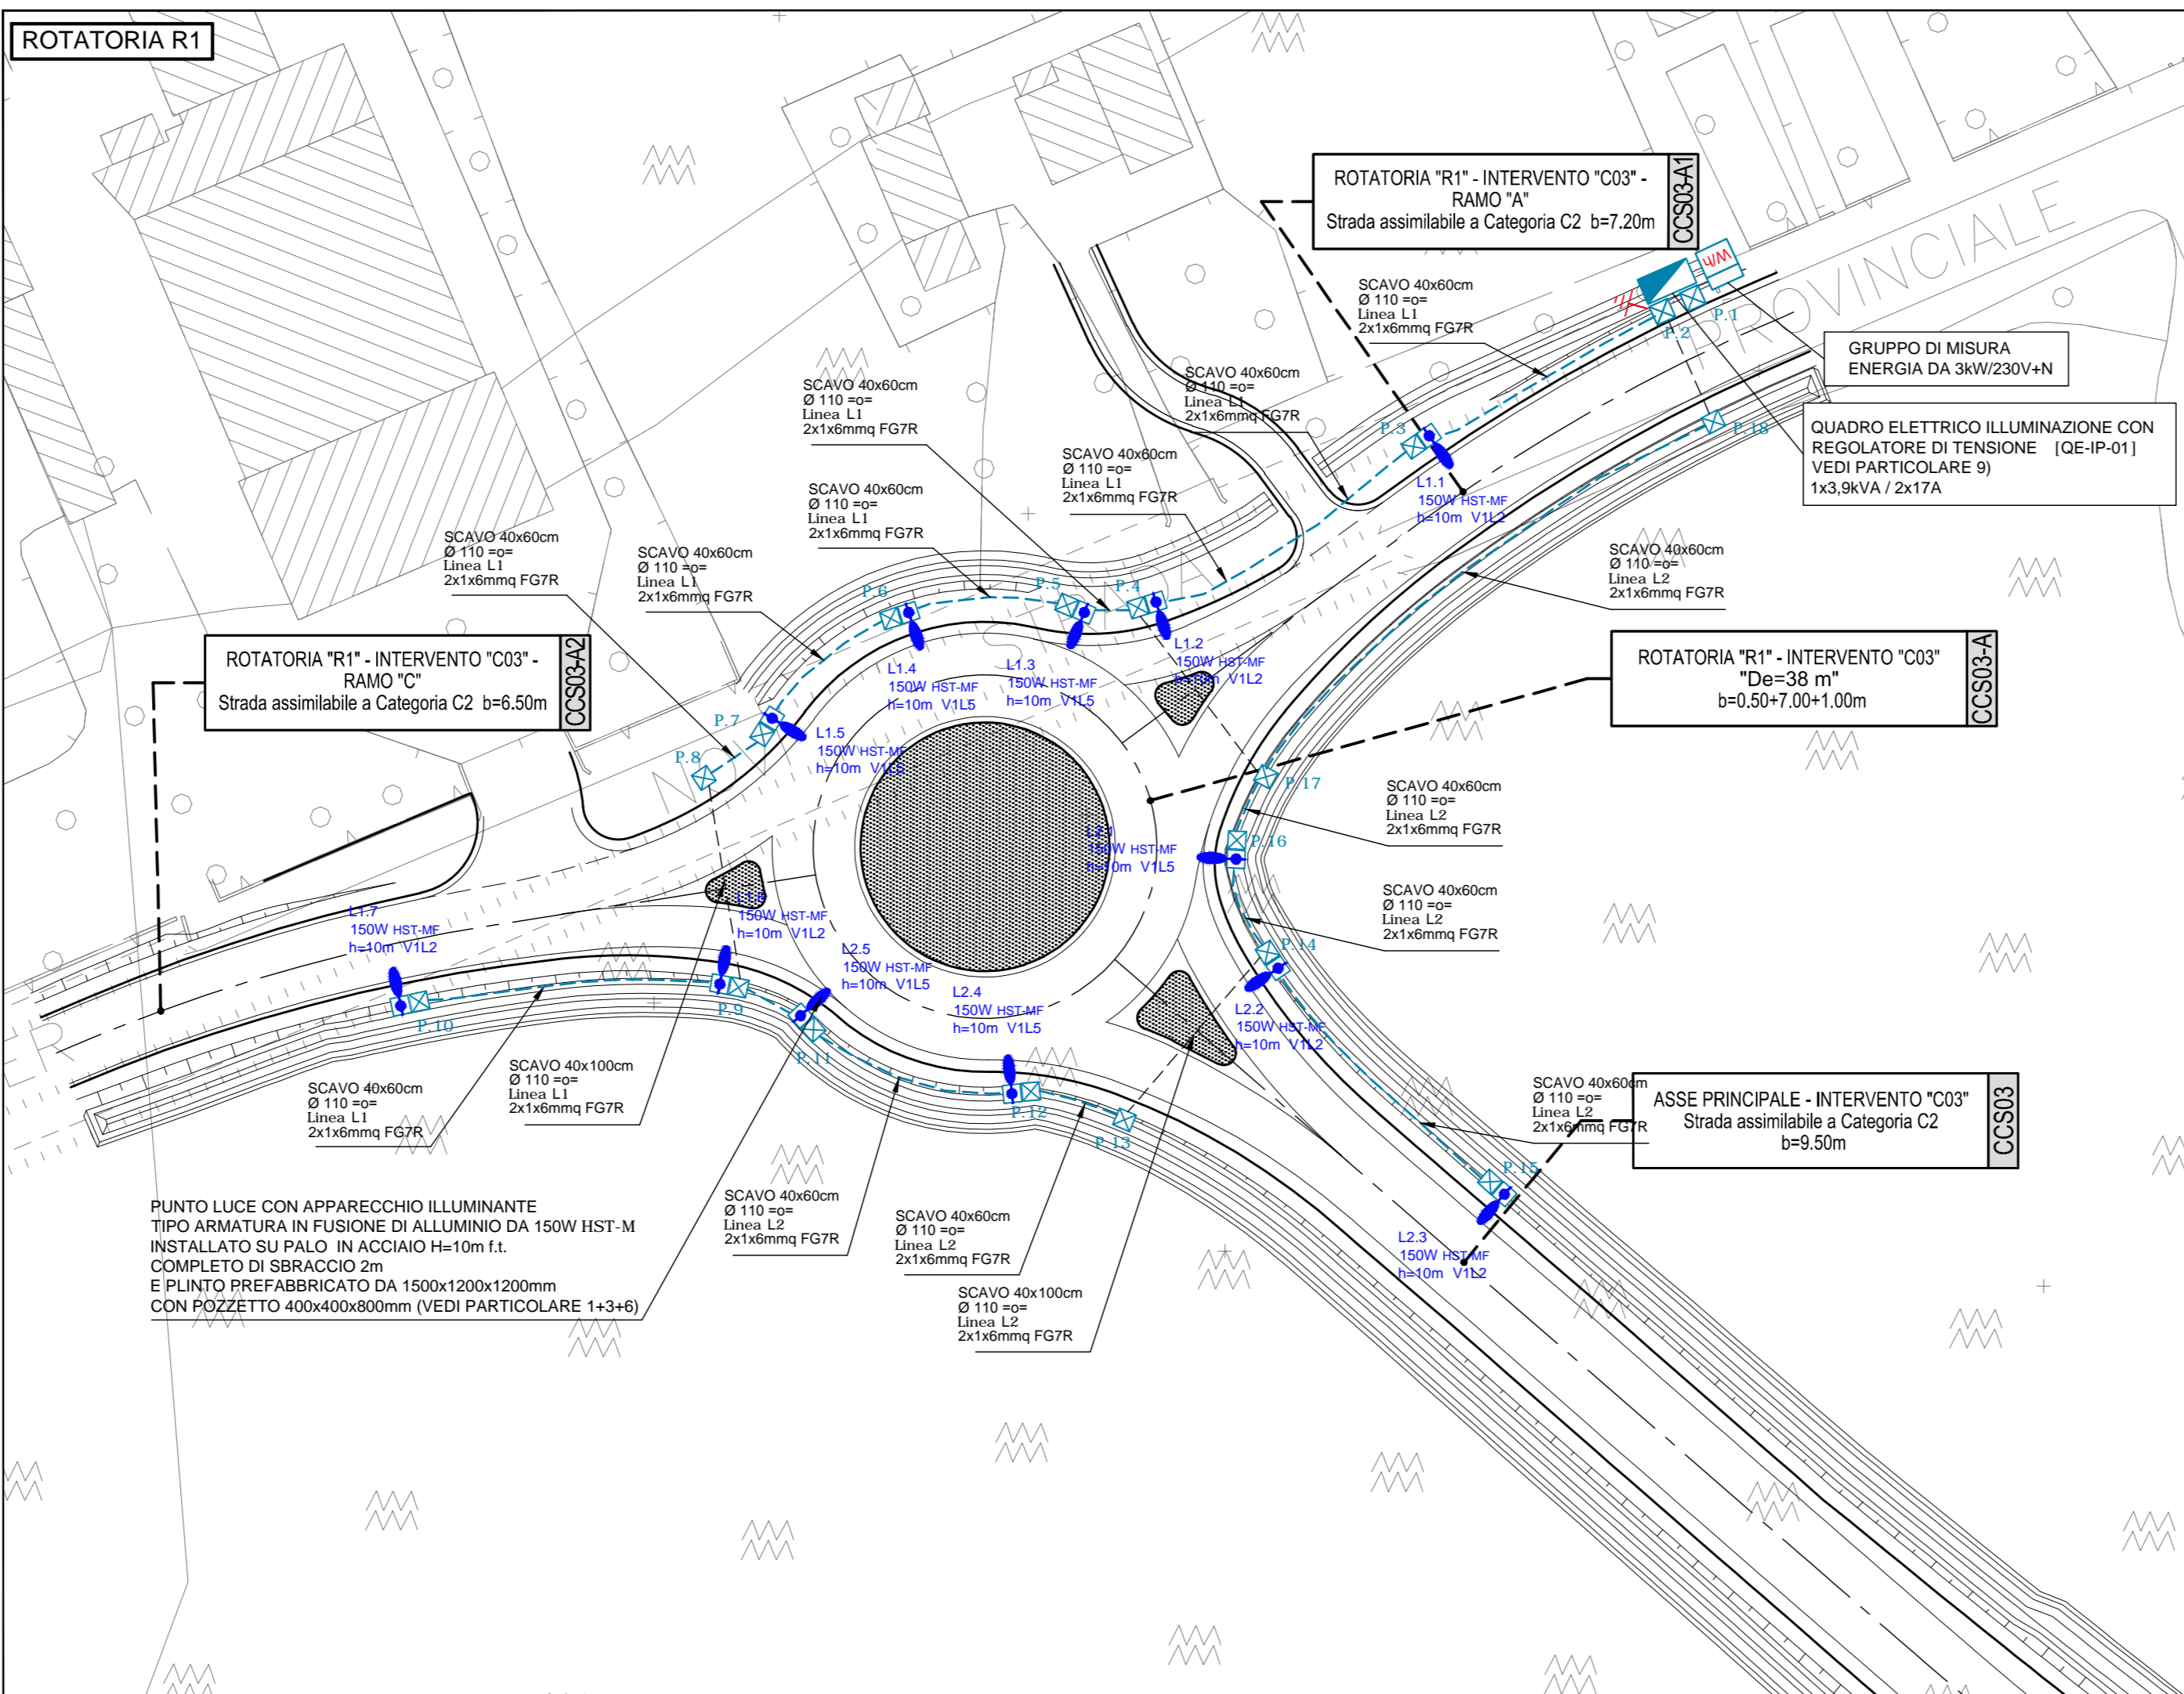 ROTATORIA R1
ROTATORIA "R1" - INTERVENTO "C03" -
RAMO "A"
Strada assimilabile a Categoria C2 b=7.20m
CCS03-A1
Wh
P.1
P.2
PROVINCIALE
GRUPPO DI MISURA
ENERGIA DA 3kW/230V+N
QUADRO ELETTRICO ILLUMINAZIONE CON
REGOLATORE DI TENSIONE [QE-IP-01]
VEDI PARTICOLARE 9)
1x3,9kVA / 2x17A
P.18
SCAVO 40x60cm
Ø 110 =o=
Linea L1
2x1x6mmq FG7R
SCAVO 40x60cm
Ø 110 =o=
Linea L1
2x1x6mmq FG7R
P.3
L1.1
150W HST-MF
h=10m V1L2
SCAVO 40x60cm
Ø 110 =o=
Linea L1
2x1x6mmq FG7R
SCAVO 40x60cm
Ø 110 =o=
Linea L1
2x1x6mmq FG7R
SCAVO 40x60cm
Ø 110 =o=
Linea L1
2x1x6mmq FG7R
SCAVO 40x60cm
Ø 110 =o=
Linea L1
2x1x6mmq FG7R
SCAVO 40x60cm
Ø 110 =o=
Linea L1
2x1x6mmq FG7R
SCAVO 40x60cm
Ø 110 =o=
Linea L2
2x1x6mmq FG7R
P.6
P.5
P.4
L1.4
150W HST-MF
h=10m V1L5
L1.3
150W HST-MF
h=10m V1L5
L1.2
150W HST-MF
h=10m V1L2
ROTATORIA "R1" - INTERVENTO "C03" -
RAMO "C"
Strada assimilabile a Categoria C2 b=6.50m
CCS03-A2
ROTATORIA "R1" - INTERVENTO "C03"
"De=38 m"
b=0.50+7.00+1.00m
CCS03-A
P.7
P.8
L1.5
150W HST-MF
h=10m V1L5
P.17
SCAVO 40x60cm
Ø 110 =o=
Linea L2
2x1x6mmq FG7R
L2.1
150W HST-MF
h=10m V1L5
P.16
SCAVO 40x60cm
Ø 110 =o=
Linea L2
2x1x6mmq FG7R
L1.7
150W HST-MF
h=10m V1L2
L1.6
150W HST-MF
h=10m V1L2
L2.5
150W HST-MF
h=10m V1L5
L2.4
150W HST-MF
h=10m V1L5
P.14
L2.2
150W HST-MF
h=10m V1L2
P.10
P.9
P.11
P.12
P.13
SCAVO 40x60cm
Ø 110 =o=
Linea L1
2x1x6mmq FG7R
SCAVO 40x100cm
Ø 110 =o=
Linea L1
2x1x6mmq FG7R
SCAVO 40x60cm
Ø 110 =o=
Linea L2
2x1x6mmq FG7R
ASSE PRINCIPALE - INTERVENTO "C03"
Strada assimilabile a Categoria C2
b=9.50m
CCS03
P.15
L2.3
150W HST-MF
h=10m V1L2
SCAVO 40x60cm
Ø 110 =o=
Linea L2
2x1x6mmq FG7R
SCAVO 40x60cm
Ø 110 =o=
Linea L2
2x1x6mmq FG7R
SCAVO 40x100cm
Ø 110 =o=
Linea L2
2x1x6mmq FG7R
PUNTO LUCE CON APPARECCHIO ILLUMINANTE
TIPO ARMATURA IN FUSIONE DI ALLUMINIO DA 150W HST-M
INSTALLATO SU PALO IN ACCIAIO H=10m f.t.
COMPLETO DI SBRACCIO 2m
E PLINTO PREFABBRICATO DA 1500x1200x1200mm
CON POZZETTO 400x400x800mm (VEDI PARTICOLARE 1+3+6)